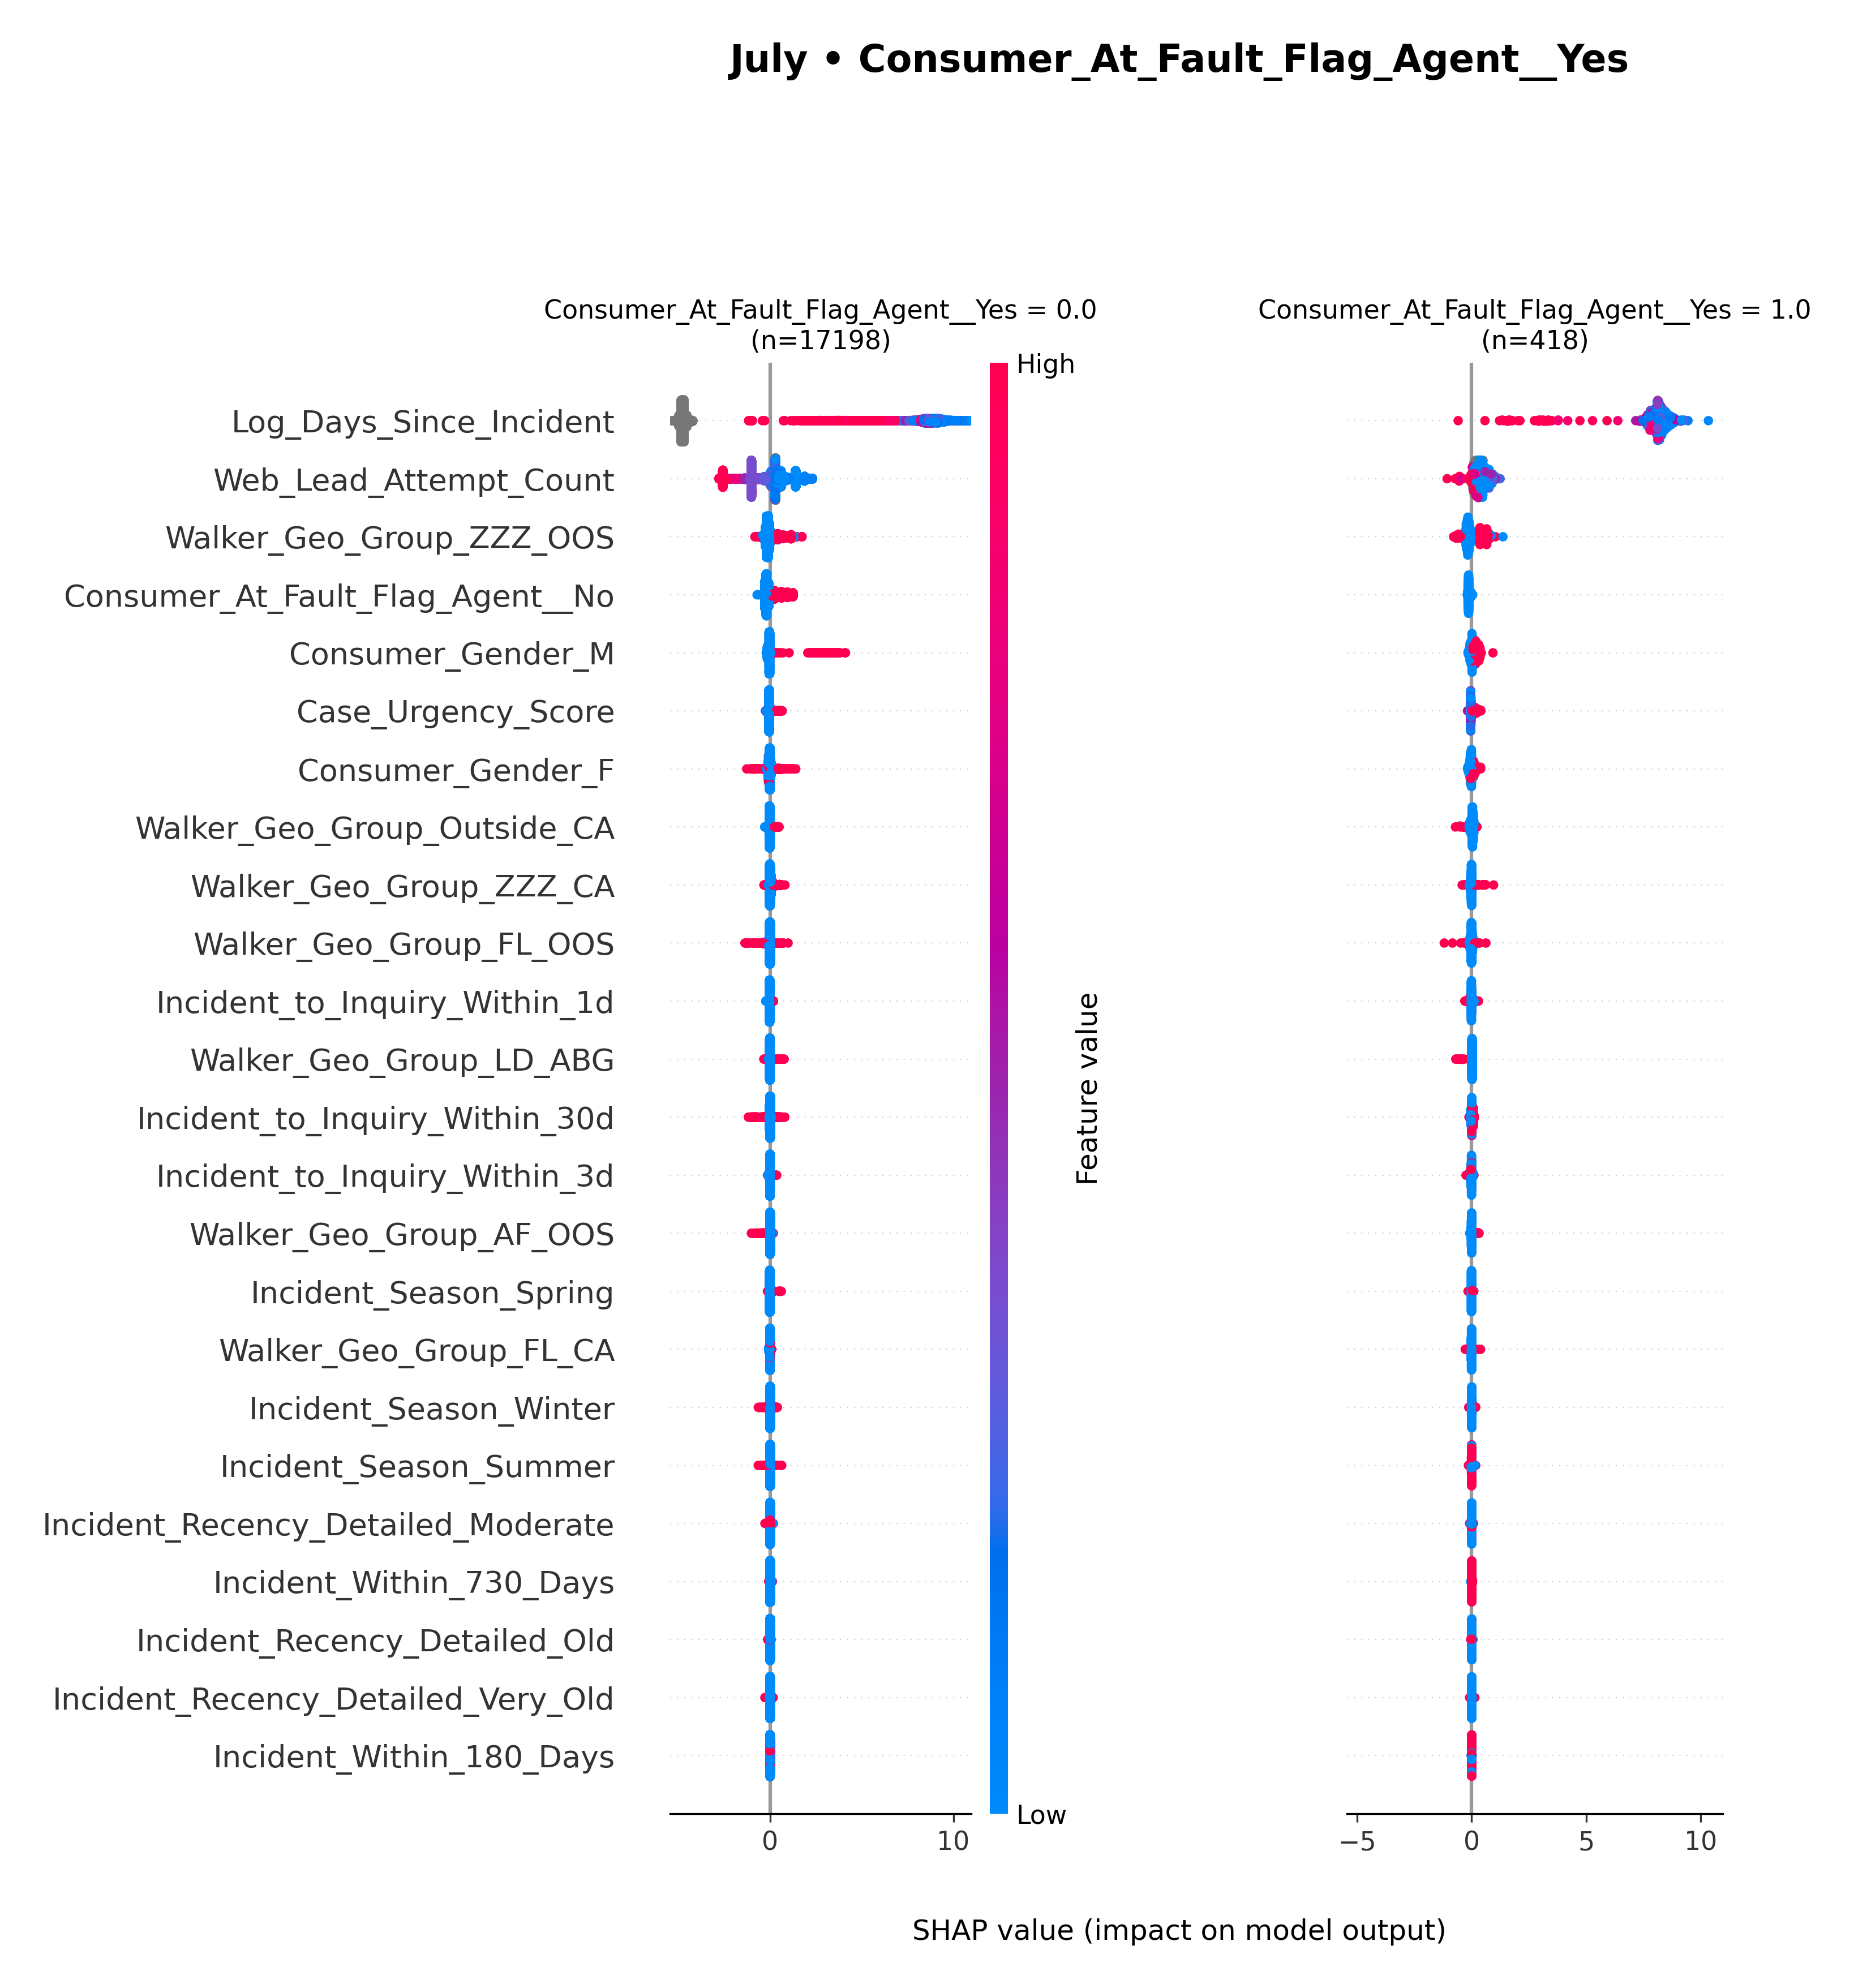 July • Consumer_At_Fault_Flag_Agent__Yes
Consumer_At_Fault_Flag_Agent__Yes = 0.0
(n=17198)
Consumer_At_Fault_Flag_Agent__Yes = 1.0
(n=418)
High
Log_Days_Since_Incident
Web_Lead_Attempt_Count
Walker_Geo_Group_ZZZ_OOS
Consumer_At_Fault_Flag_Agent__No
Consumer_Gender_M
Case_Urgency_Score
Consumer_Gender_F
Walker_Geo_Group_Outside_CA
Walker_Geo_Group_ZZZ_CA
Walker_Geo_Group_FL_OOS
Incident_to_Inquiry_Within_1d
Walker_Geo_Group_LD_ABG
Incident_to_Inquiry_Within_30d
Incident_to_Inquiry_Within_3d
Walker_Geo_Group_AF_OOS
Incident_Season_Spring
Walker_Geo_Group_FL_CA
Incident_Season_Winter
Incident_Season_Summer
Incident_Recency_Detailed_Moderate
Incident_Within_730_Days
Incident_Recency_Detailed_Old
Incident_Recency_Detailed_Very_Old
Incident_Within_180_Days
Feature value
Low
0 10
−5 0 5 10
SHAP value (impact on model output)